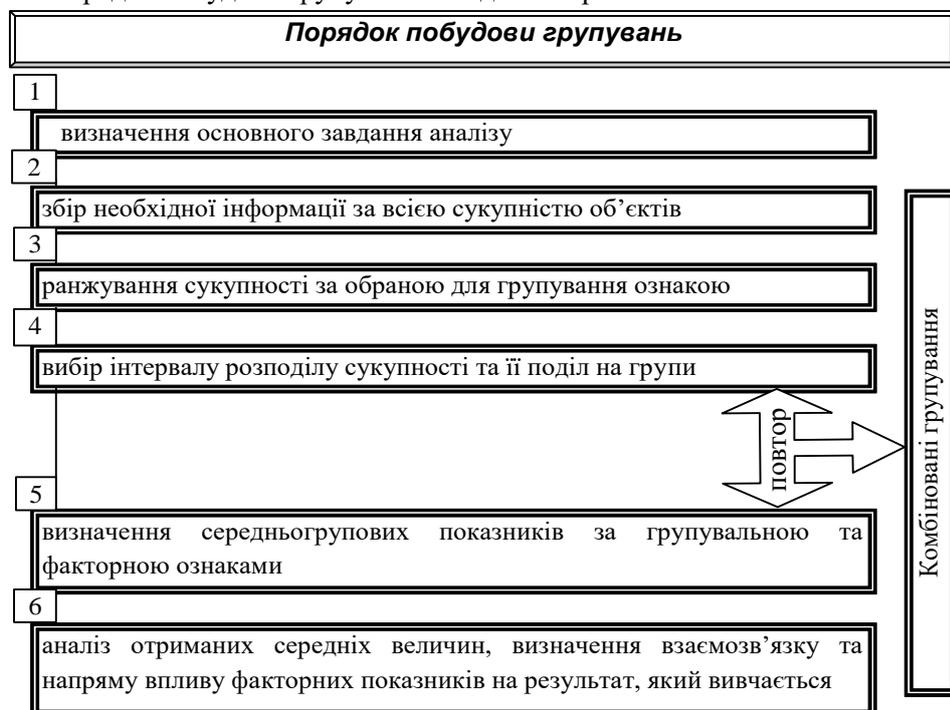 Порядок побудови групувань
1
визначення основного завдання аналізу
2
збір необхідної інформації за всією сукупністю об’єктів
3
ранжування сукупності за обраною для групування ознакою
4
вибір інтервалу розподілу сукупності та її поділ на групи
повтор
Комбіновані групування
5
визначення середньогрупових показників за групувальною та
факторною ознаками
6
аналіз отриманих середніх величин, визначення взаємозв’язку та
напряму впливу факторних показників на результат, який вивчається